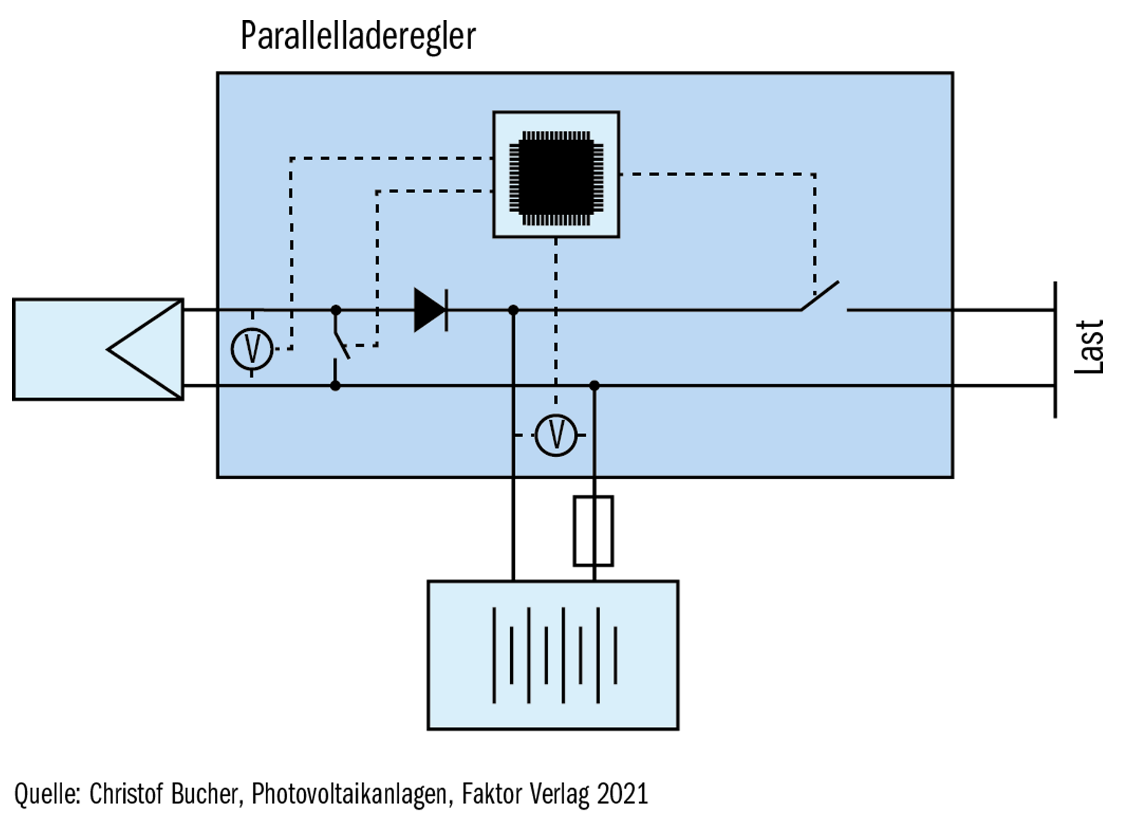 Parallelladeregler
V
V
Last
Quelle: Christof Bucher, Photovoltaikanlagen, Faktor Verlag 2021